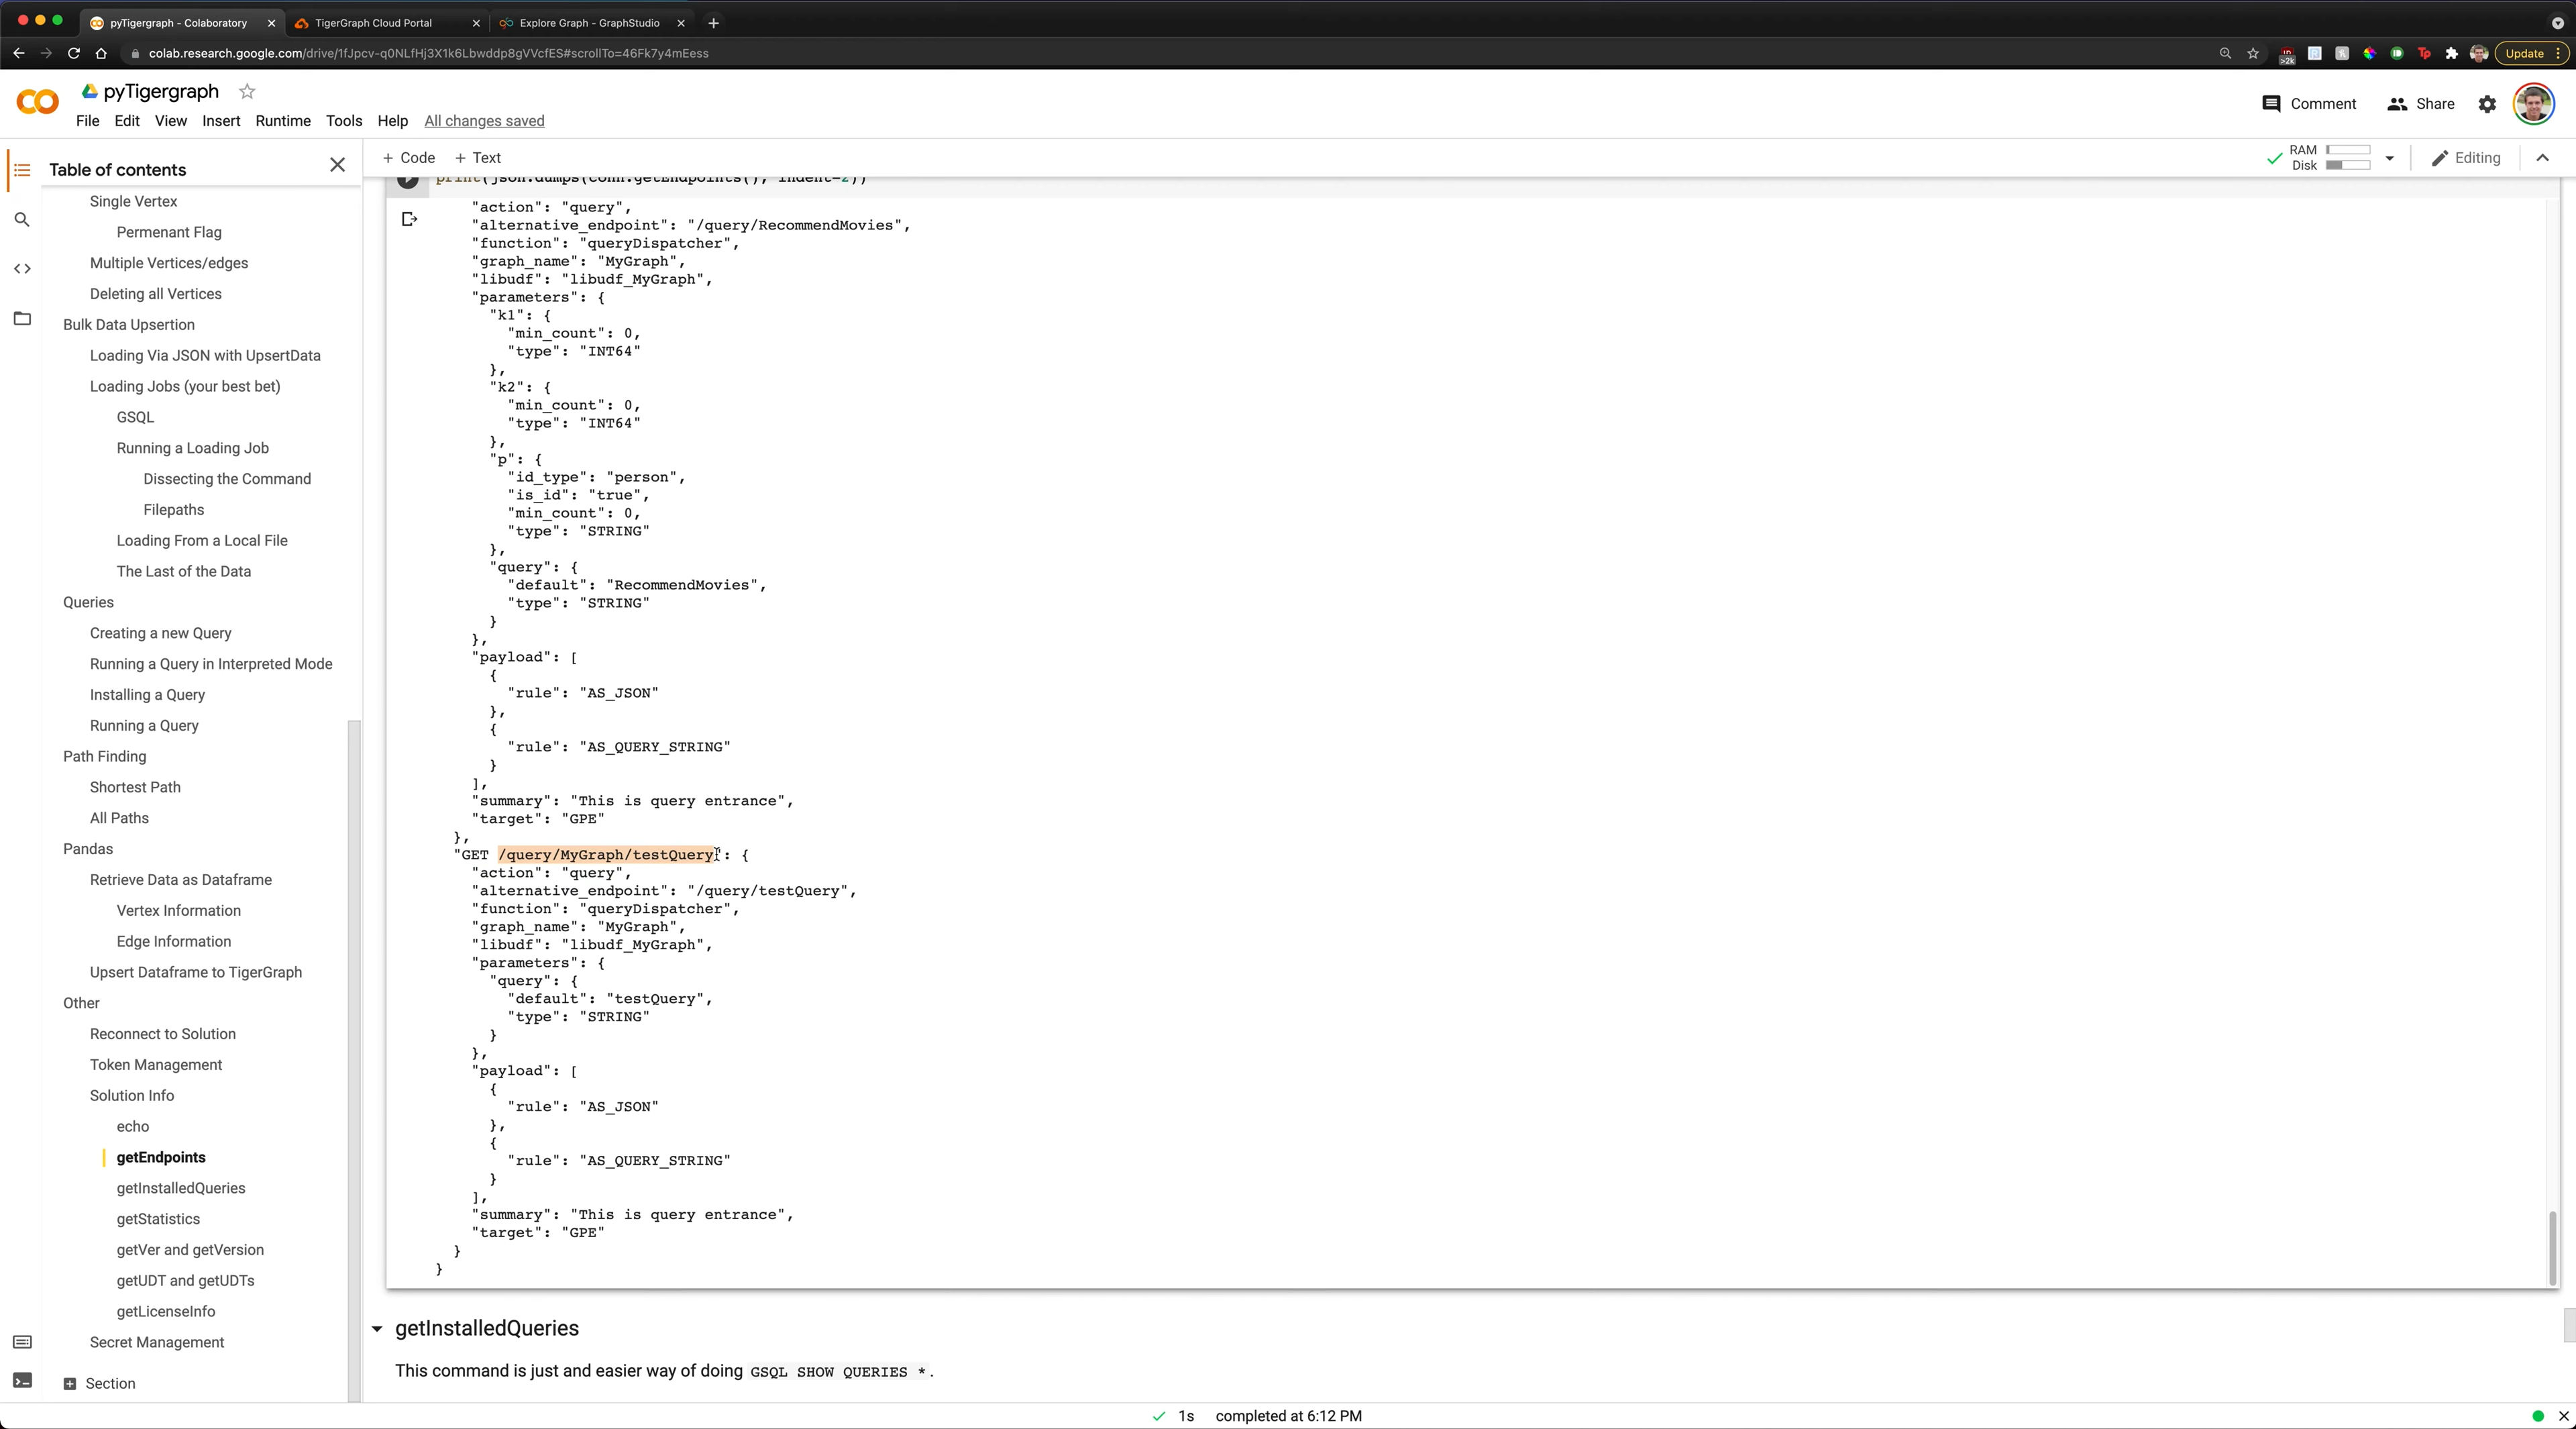 pyTigergraph - Colaboratory
TigerGraph Cloud Portal
Explore Graph - GraphStudio
colab.research.google.com/drive/1fJpcv-q0NLfHj3X1k6Lbwddp8gVVcfES#scrollTo=46Fk7y4mEess
>2k
Update
pyTigergraph
Comment
Share
File Edit View Insert Runtime Tools Help All changes saved
Table of contents
+ Code + Text
RAM
Disk
Editing
Single Vertex
Permenant Flag
Multiple Vertices/edges
Deleting all Vertices
Bulk Data Upsertion
Loading Via JSON with UpsertData
Loading Jobs (your best bet)
GSQL
Running a Loading Job
Dissecting the Command
Filepaths
Loading From a Local File
The Last of the Data
Queries
Creating a new Query
Running a Query in Interpreted Mode
Installing a Query
Running a Query
Path Finding
Shortest Path
All Paths
Pandas
Retrieve Data as Dataframe
Vertex Information
Edge Information
Upsert Dataframe to TigerGraph
Other
Reconnect to Solution
Token Management
Solution Info
echo
getEndpoints
getInstalledQueries
getStatistics
getVer and getVersion
getUDT and getUDTs
getLicenseInfo
Secret Management
Section
print(json.dumps(conn.getEndpoints(), indent=2))
"action": "query",
"alternative_endpoint": "/query/RecommendMovies",
"function": "queryDispatcher",
"graph_name": "MyGraph",
"libudf": "libudf_MyGraph",
"parameters": {
"k1": {
"min_count": 0,
"type": "INT64"
},
"k2": {
"min_count": 0,
"type": "INT64"
},
"p": {
"id_type": "person",
"is_id": "true",
"min_count": 0,
"type": "STRING"
},
"query": {
"default": "RecommendMovies",
"type": "STRING"
}
},
"payload": [
{
"rule": "AS_JSON"
},
{
"rule": "AS_QUERY_STRING"
}
],
"summary": "This is query entrance",
"target": "GPE"
},
"GET /query/MyGraph/testQuery": {
"action": "query",
"alternative_endpoint": "/query/testQuery",
"function": "queryDispatcher",
"graph_name": "MyGraph",
"libudf": "libudf_MyGraph",
"parameters": {
"query": {
"default": "testQuery",
"type": "STRING"
}
},
"payload": [
{
"rule": "AS_JSON"
},
{
"rule": "AS_QUERY_STRING"
}
],
"summary": "This is query entrance",
"target": "GPE"
}
}
getInstalledQueries
This command is just and easier way of doing GSQL SHOW QUERIES *.
1s completed at 6:12 PM